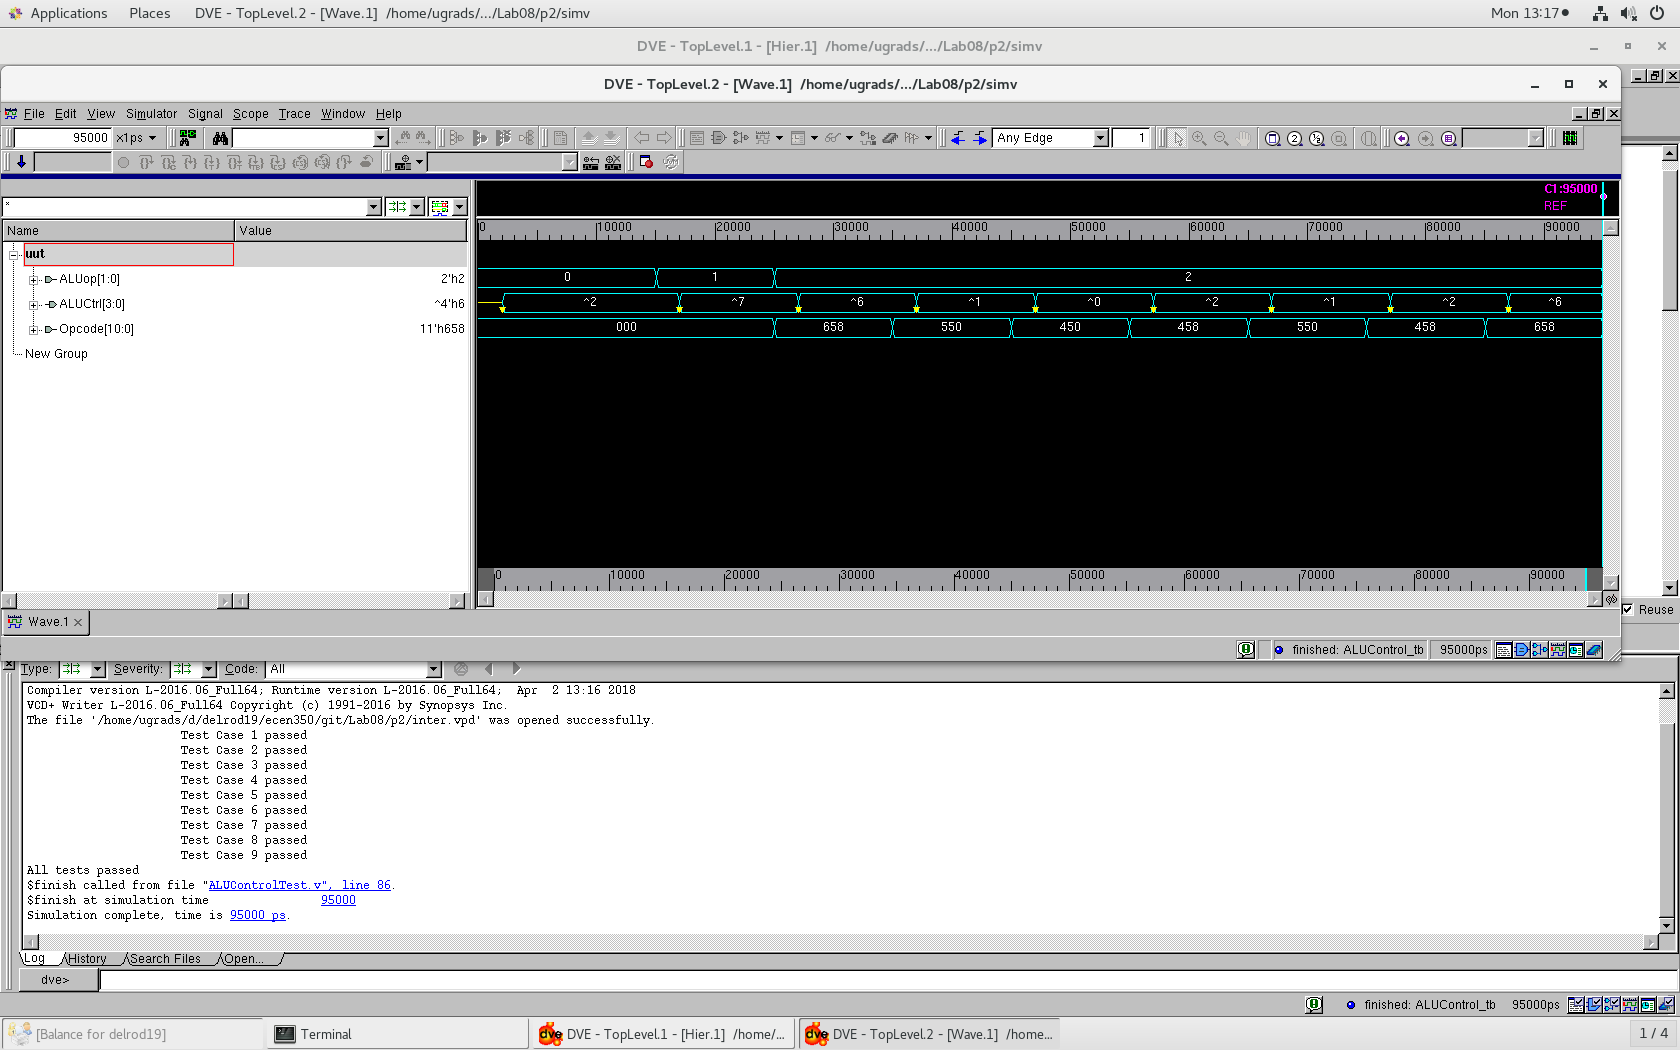 Applications Places DVE - TopLevel.2 - [Wave.1] /home/ugrads/.../Lab08/p2/simv Mon 13:17
DVE - TopLevel.1 - [Hier.1] /home/ugrads/.../Lab08/p2/simv
DVE - TopLevel.2 - [Wave.1] /home/ugrads/.../Lab08/p2/simv
File Edit View Simulator Signal Scope Trace Window Help
95000 x1ps Any Edge 1
C1:95000
REF
*
Name Value
0 10000 20000 30000 40000 50000 60000 70000 80000 90000
uut
ALUop[1:0] 2'h2 0 1 2
ALUCtrl[3:0] ^4'h6 ^2 ^7 ^6 ^1 ^0 ^2 ^1 ^2 ^6
Opcode[10:0] 11'h658 000 658 550 450 458 550 458 658
New Group
0 10000 20000 30000 40000 50000 60000 70000 80000 90000
Reuse
Wave.1
finished: ALUControl_tb 95000ps
Type: Severity: Code: All
Compiler version L-2016.06_Full64; Runtime version L-2016.06_Full64; Apr 2 13:16 2018
VCD+ Writer L-2016.06_Full64 Copyright (c) 1991-2016 by Synopsys Inc.
The file '/home/ugrads/d/delrod19/ecen350/git/Lab08/p2/inter.vpd' was opened successfully.
Test Case 1 passed
Test Case 2 passed
Test Case 3 passed
Test Case 4 passed
Test Case 5 passed
Test Case 6 passed
Test Case 7 passed
Test Case 8 passed
Test Case 9 passed
All tests passed
$finish called from file "ALUControlTest.v", line 86.
$finish at simulation time 95000
Simulation complete, time is 95000 ps.
Log History Search Files Open...
dve>
finished: ALUControl_tb 95000ps
[Balance for delrod19] Terminal DVE - TopLevel.1 - [Hier.1] /home/... DVE - TopLevel.2 - [Wave.1] /home... 1 / 4